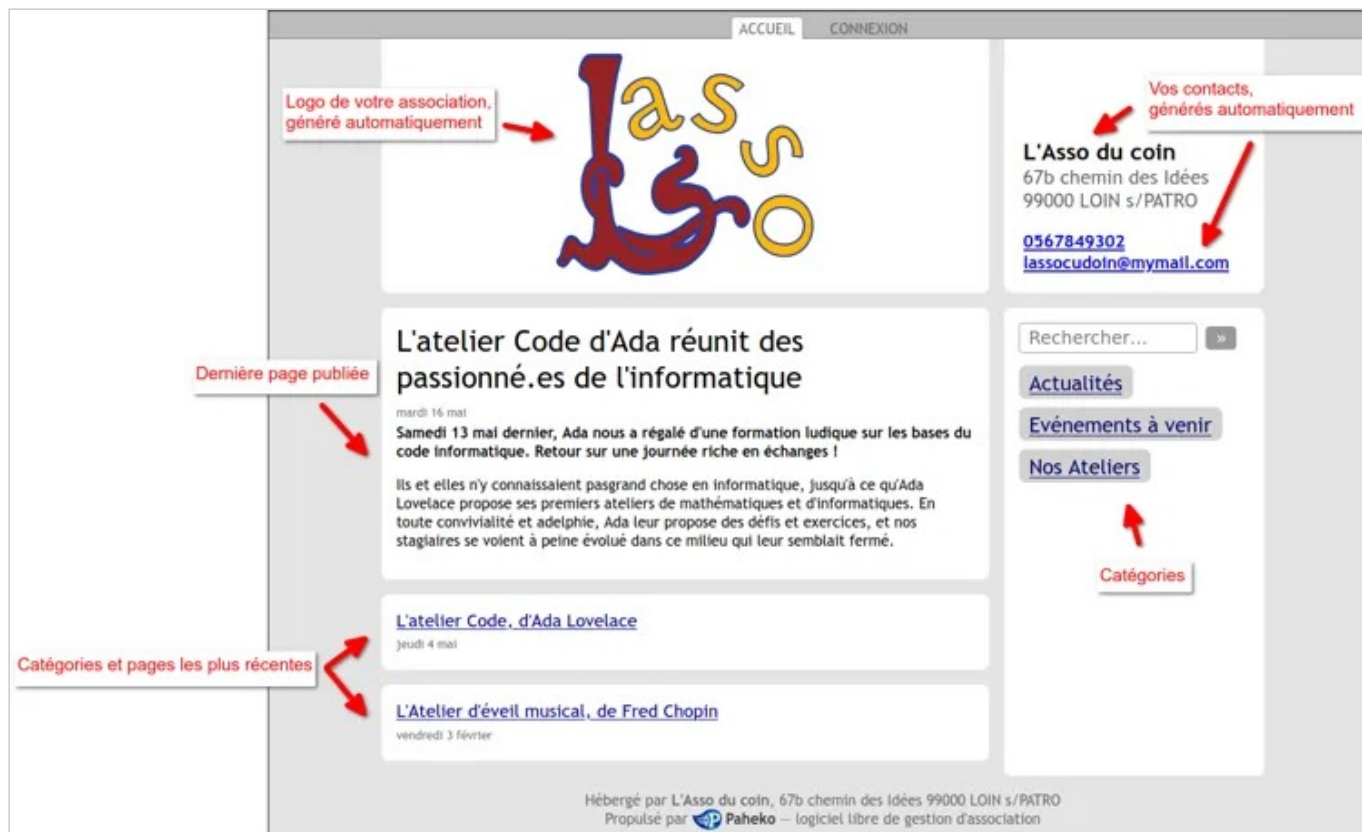 ACCUEIL CONNEXION
Logo de votre association,
généré automatiquement
lasso
Vos contacts,
générés automatiquement
L'Asso du coin
67b chemin des Idées
99000 LOIN s/PATRO
0567849302
lassocudoin@mymail.com
Dernière page publiée
L'atelier Code d'Ada réunit des
passionné.es de l'informatique
mardi 16 mai
Samedi 13 mai dernier, Ada nous a régalé d'une formation ludique sur les bases du
code informatique. Retour sur une journée riche en échanges !
Ils et elles n'y connaissaient pasgrand chose en informatique, jusqu'à ce qu'Ada
Lovelace propose ses premiers ateliers de mathématiques et d'informatiques. En
toute convivialité et adelphie, Ada leur propose des défis et exercices, et nos
stagiaires se voient à peine évolué dans ce milieu qui leur semblait fermé.
Rechercher... »
Actualités
Evénements à venir
Nos Ateliers
Catégories
Catégories et pages les plus récentes
L'atelier Code, d'Ada Lovelace
jeudi 4 mai
L'Atelier d'éveil musical, de Fred Chopin
vendredi 3 février
Hébergé par L'Asso du coin, 67b chemin des Idées 99000 LOIN s/PATRO
Propulsé par Paheko — logiciel libre de gestion d'association